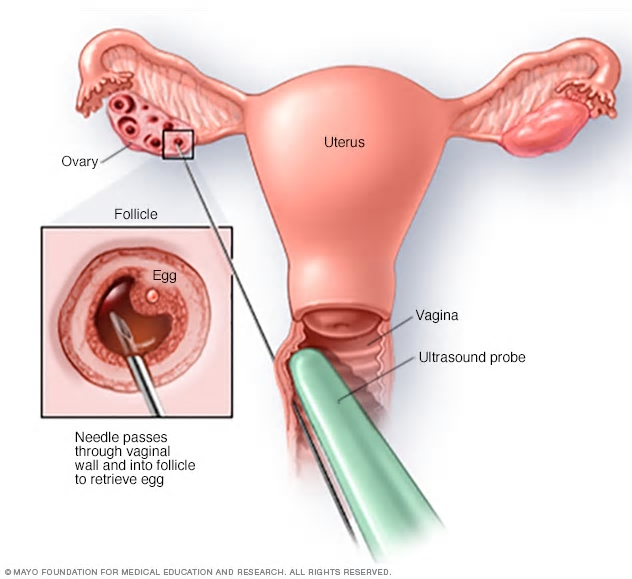 Uterus
Ovary
Follicle
Egg
Vagina
Ultrasound probe
Needle passes
through vaginal
wall and into follicle
to retrieve egg
© MAYO FOUNDATION FOR MEDICAL EDUCATION AND RESEARCH. ALL RIGHTS RESERVED.